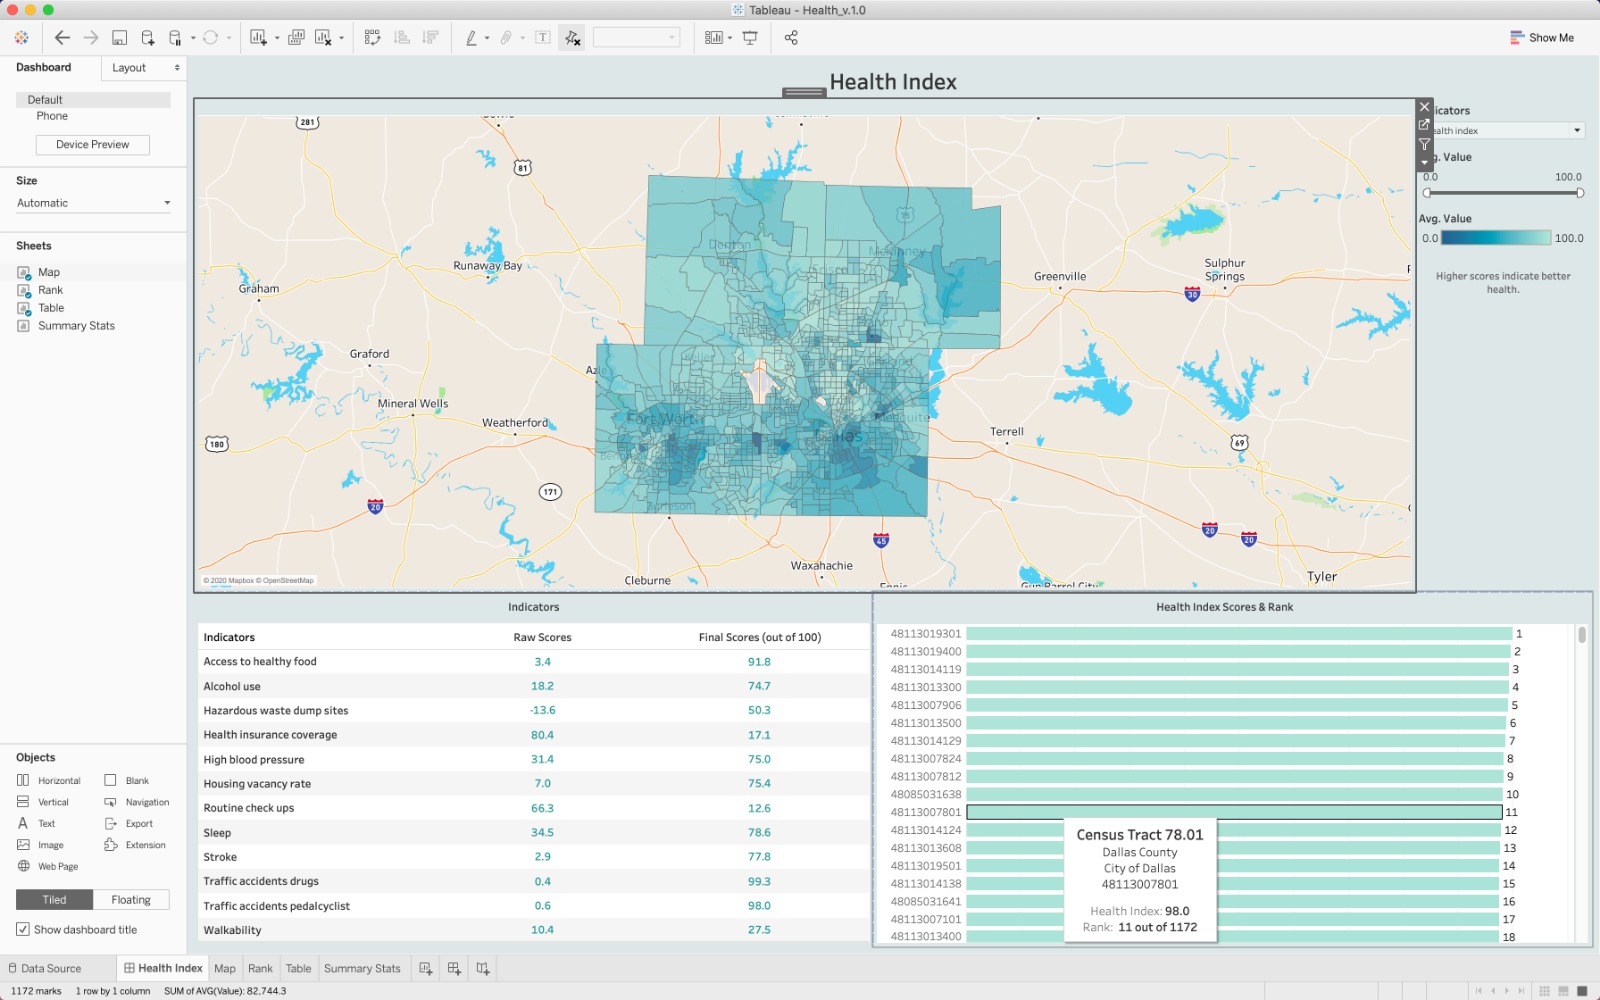 Tableau - Health_v.1.0
Show Me
Dashboard
Layout
Default
Phone
Device Preview
Size
Automatic
Sheets
Map
Rank
Table
Summary Stats
Objects
Horizontal
Blank
Vertical
Navigation
Text
Export
Image
Extension
Web Page
Tiled
Floating
Show dashboard title
Health Index
281
81
Runaway Bay
Graham
Graford
Mineral Wells
Weatherford
180
171
20
Cleburne
Waxahachie
45
Denton
McKinney
75
Frisco
Keller
Fort Worth
Dallas
Burleson
Greenville
Sulphur
Springs
30
Terrell
69
20
20
Tyler
Gun Barrel City
Ennis
© 2020 Mapbox © OpenStreetMap
icators
ealth index
g. Value
0.0
100.0
Avg. Value
0.0
100.0
Higher scores indicate better
health.
Indicators
Indicators Raw Scores Final Scores (out of 100)
Access to healthy food 3.4 91.8
Alcohol use 18.2 74.7
Hazardous waste dump sites -13.6 50.3
Health insurance coverage 80.4 17.1
High blood pressure 31.4 75.0
Housing vacancy rate 7.0 75.4
Routine check ups 66.3 12.6
Sleep 34.5 78.6
Stroke 2.9 77.8
Traffic accidents drugs 0.4 99.3
Traffic accidents pedalcyclist 0.6 98.0
Walkability 10.4 27.5
Health Index Scores & Rank
48113019301 1
48113019400 2
48113014119 3
48113013300 4
48113007906 5
48113013500 6
48113014129 7
48113007824 8
48113007812 9
48085031638 10
48113007801 11
48113014124 12
48113013608 13
48113019501 14
48113014138 15
48085031641 16
48113007101 17
48113013400 18
Census Tract 78.01
Dallas County
City of Dallas
48113007801
Health Index: 98.0
Rank: 11 out of 1172
Data Source
Health Index
Map
Rank
Table
Summary Stats
1172 marks 1 row by 1 column SUM of AVG(Value): 82,744.3